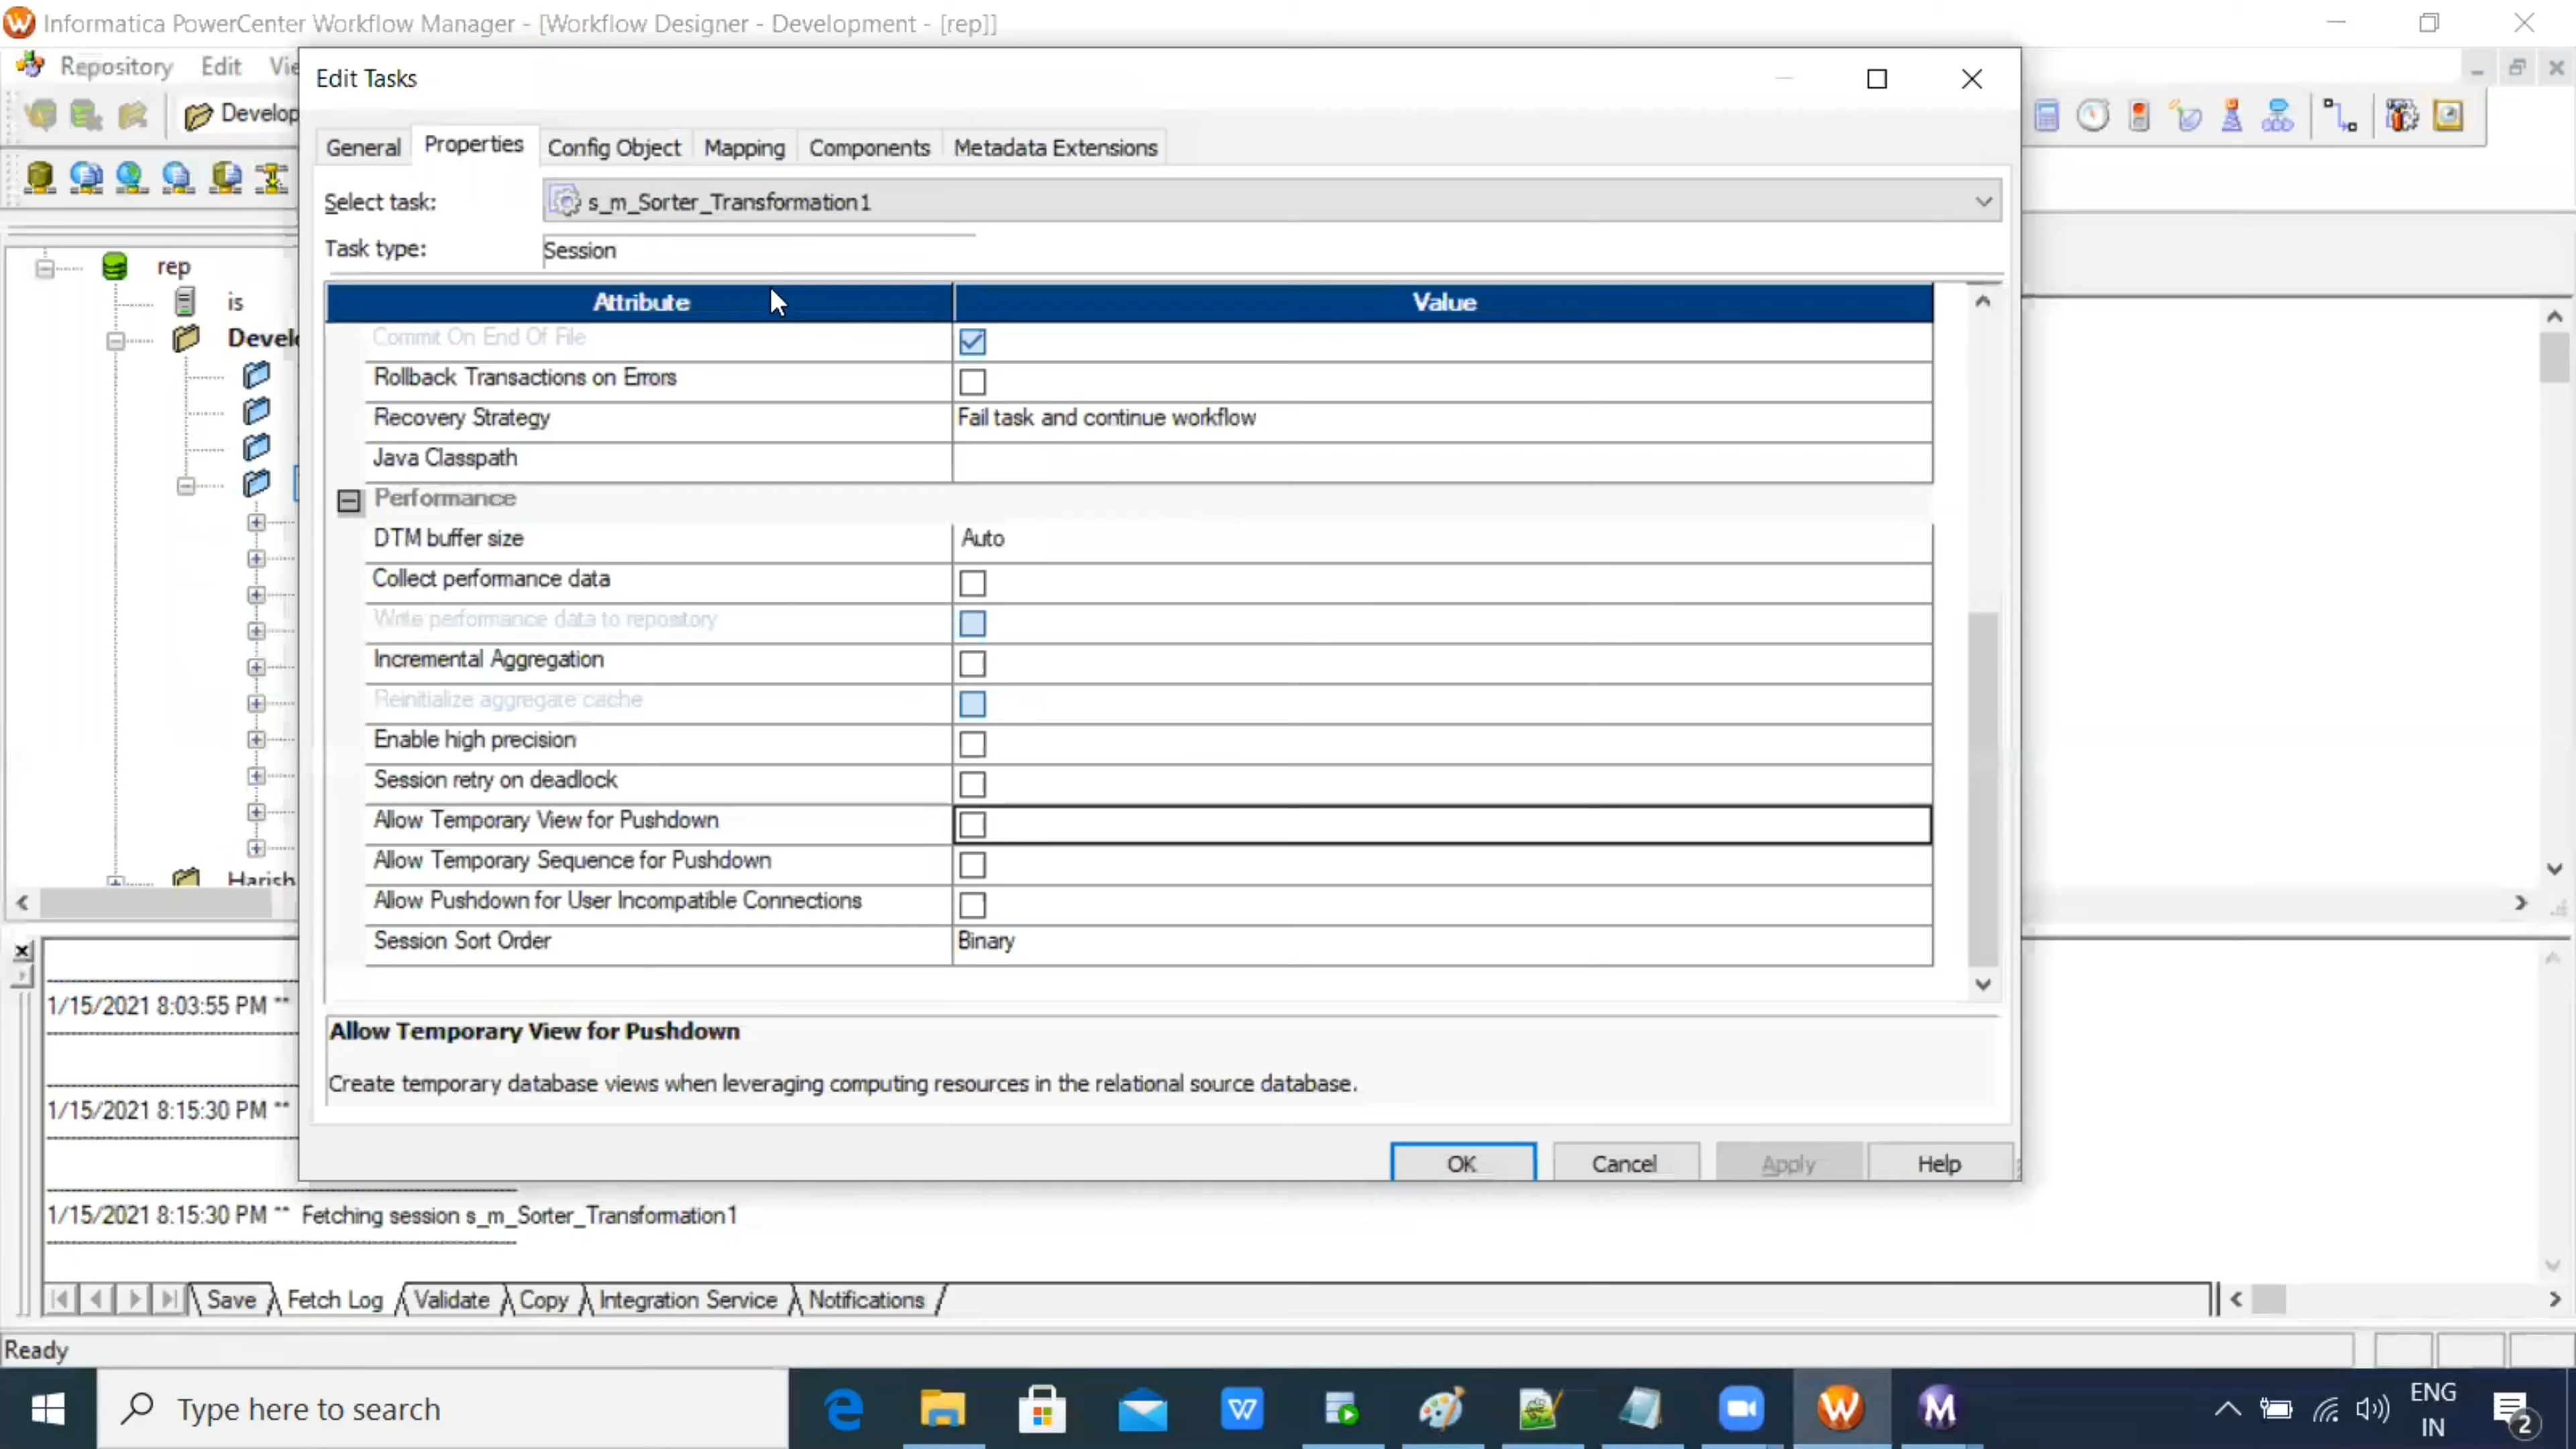 Informatica PowerCenter Workflow Manager - [Workflow Designer - Development - [rep]]
Repository Edit Vie
Edit Tasks
Develop
General Properties Config Object Mapping Components Metadata Extensions
Select task: s_m_Sorter_Transformation1
Task type: Session
rep
is
Develo
Harish
Attribute Value
Commit On End Of File
Rollback Transactions on Errors
Recovery Strategy Fail task and continue workflow
Java Classpath
Performance
DTM buffer size Auto
Collect performance data
Write performance data to repository
Incremental Aggregation
Reinitialize aggregate cache
Enable high precision
Session retry on deadlock
Allow Temporary View for Pushdown
Allow Temporary Sequence for Pushdown
Allow Pushdown for User Incompatible Connections
Session Sort Order Binary
Allow Temporary View for Pushdown
Create temporary database views when leveraging computing resources in the relational source database.
OK Cancel Apply Help
1/15/2021 8:03:55 PM **
1/15/2021 8:15:30 PM **
1/15/2021 8:15:30 PM ** Fetching session s_m_Sorter_Transformation1
Save Fetch Log Validate Copy Integration Service Notifications
Ready
Type here to search
ENG
IN
2